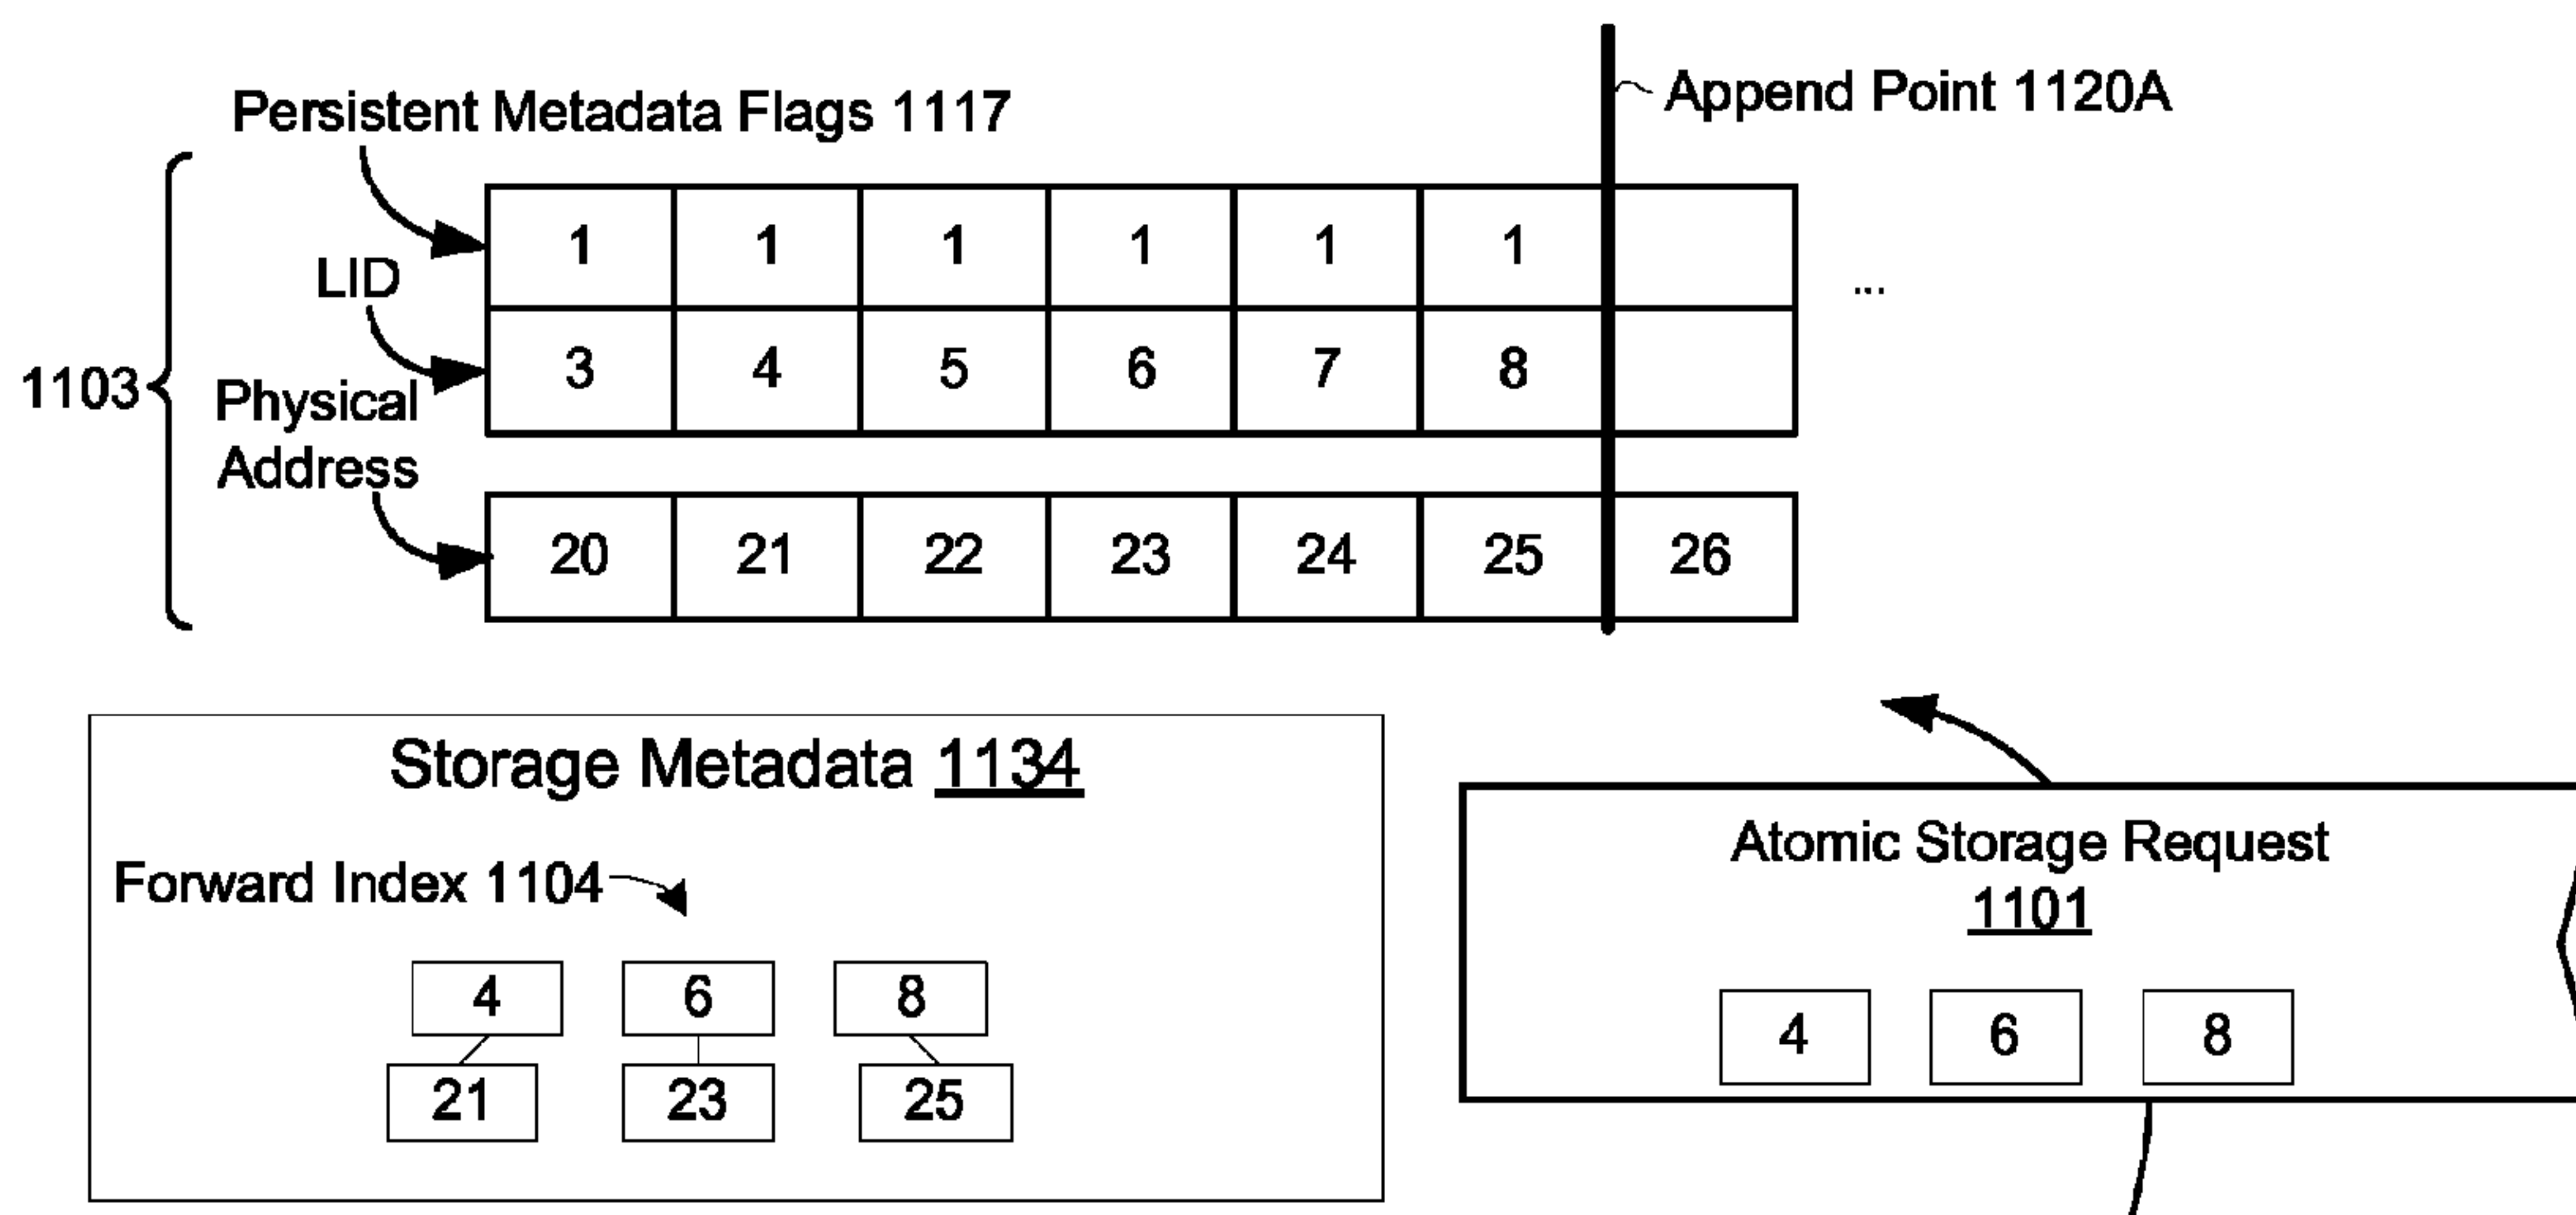 Append Point 1120A
Persistent Metadata Flags 1117
1 1 1 1 1 1
LID
...
3 4 5 6 7 8
1103
Physical
Address
20 21 22 23 24 25 26
Storage Metadata 1134
Forward Index 1104
4 6 8
21 23 25
Atomic Storage Request
1101
4 6 8